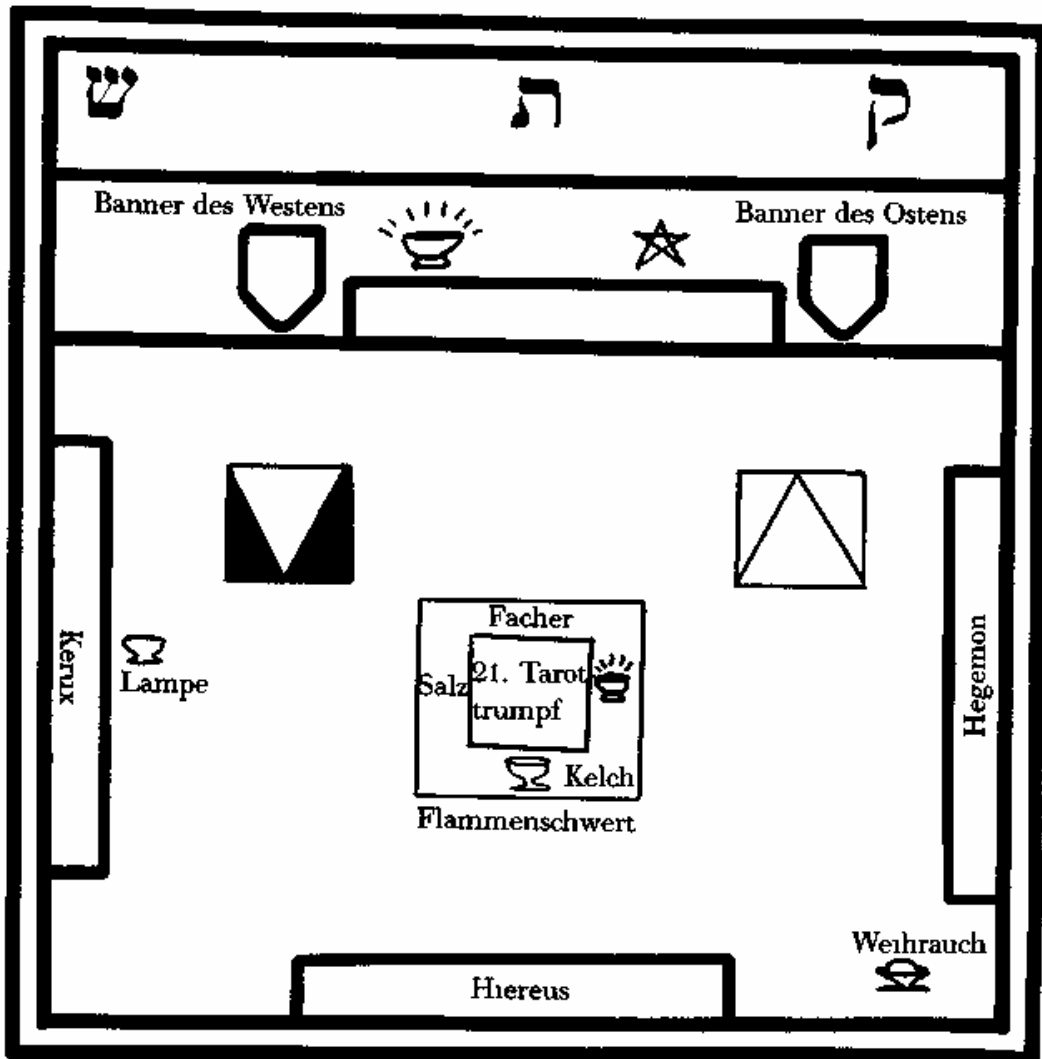 ש ת ק
Banner des Westens
Banner des Ostens
Facher
Salz
21. Tarot
trumpf
Kelch
Flammenschwert
Kerux
Lampe
Hegemon
Weihrauch
Hiereus